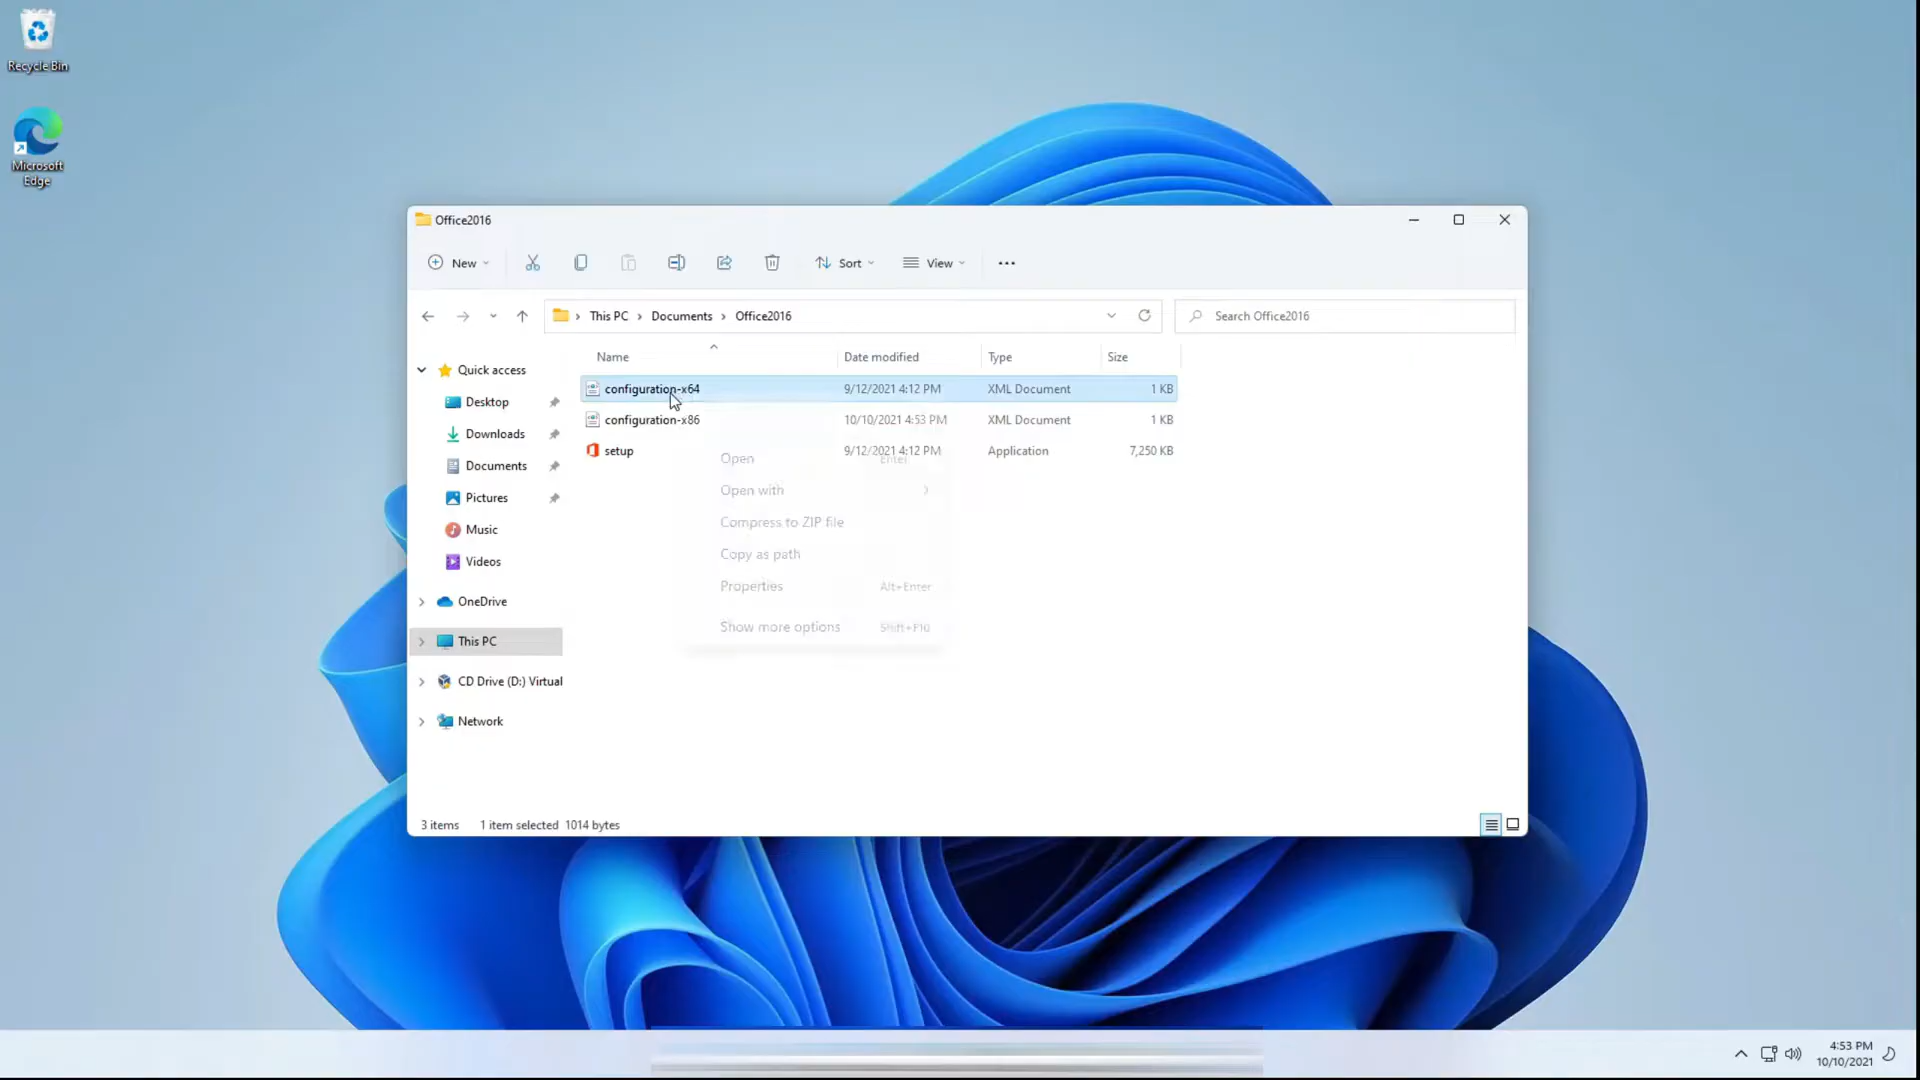 Recycle Bin
Microsoft
Edge
Office2016
New
Sort
View
This PC
Documents
Office2016
Search Office2016
Name
Date modified
Type
Size
configuration-x64
9/12/2021 4:12 PM
XML Document
1 KB
configuration-x86
10/10/2021 4:53 PM
XML Document
1 KB
setup
9/12/2021 4:12 PM
Application
7,250 KB
Open
Enter
Open with
Compress to ZIP file
Copy as path
Properties
Alt+Enter
Show more options
Shift+F10
Quick access
Desktop
Downloads
Documents
Pictures
Music
Videos
OneDrive
This PC
CD Drive (D:) Virtual
Network
3 items
1 item selected 1014 bytes
4:53 PM
10/10/2021